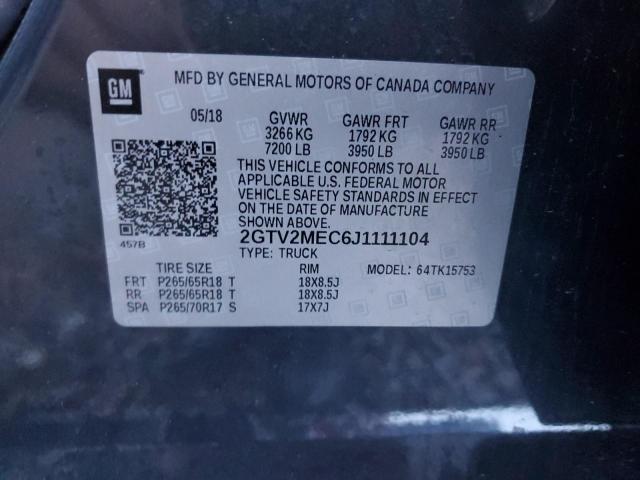 GM
MFD BY GENERAL MOTORS OF CANADA COMPANY
05/18 GVWR GAWR FRT GAWR RR
3266 KG 1792 KG 1792 KG
7200 LB 3950 LB 3950 LB
THIS VEHICLE CONFORMS TO ALL
APPLICABLE U.S. FEDERAL MOTOR
VEHICLE SAFETY STANDARDS IN EFFECT
ON THE DATE OF MANUFACTURE
SHOWN ABOVE.
457B 2GTV2MEC6J1111104
TYPE: TRUCK MODEL: 64TK15753
TIRE SIZE RIM
FRT P265/65R18 T 18X8.5J
RR P265/65R18 T 18X8.5J
SPA P265/70R17 S 17X7J